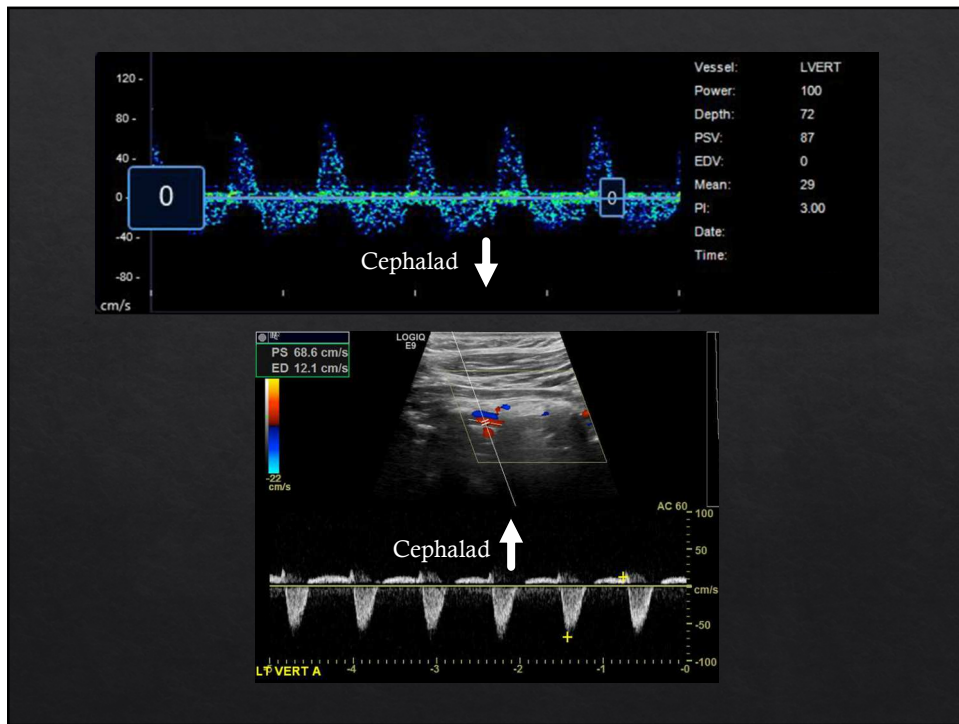 120 -
80 -
40 -
0 -
-40 -
-80 -
cm/s
0
0
Cephalad
Vessel: LVERT
Power: 100
Depth: 72
PSV: 87
EDV: 0
Mean: 29
PI: 3.00
Date:
Time:
PS 68.6 cm/s
ED 12.1 cm/s
LOGIQ
E9
-22
cm/s
AC 60
100
50
cm/s
-50
-100
Cephalad
LT VERT A
-5 -4 -3 -2 -1 -0